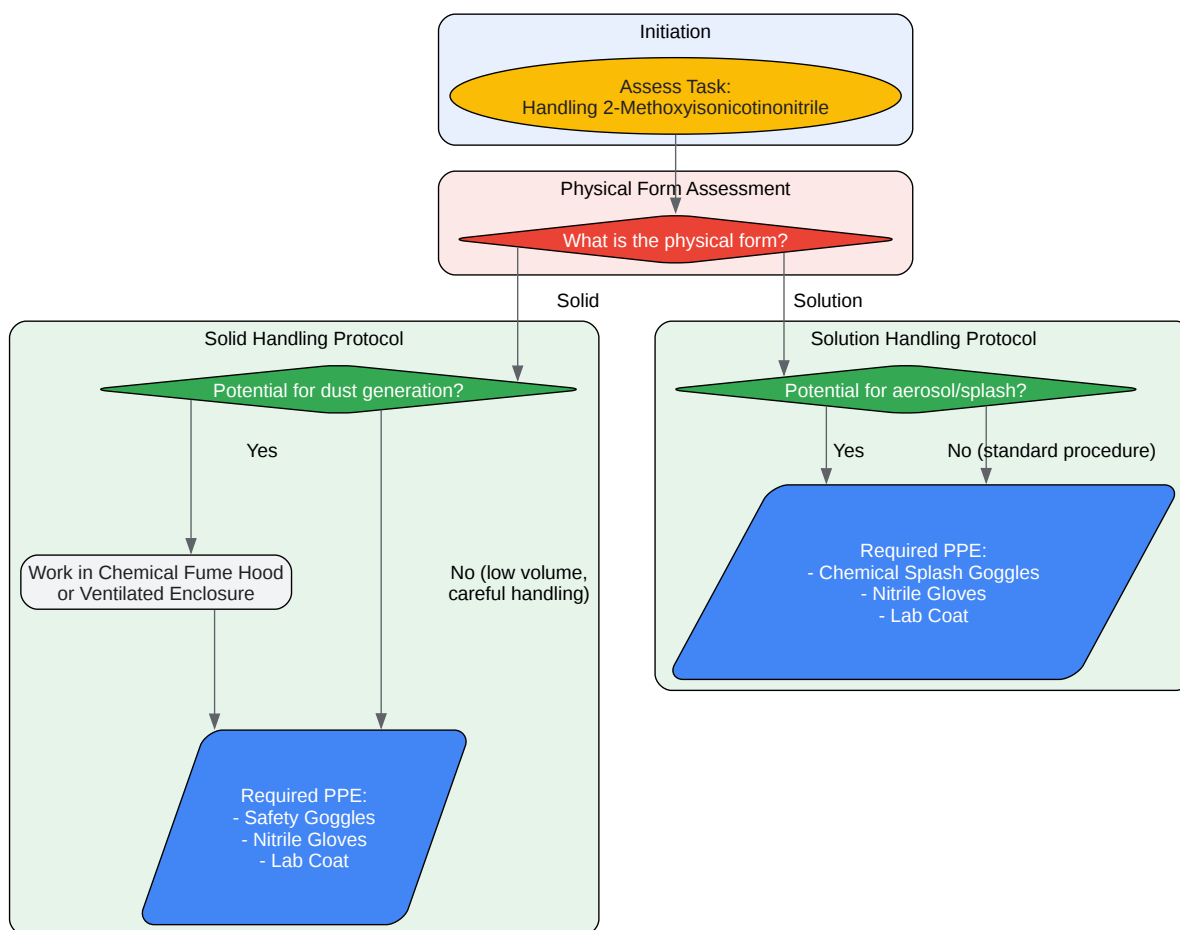 Initiation
Assess Task:
Handling 2-Methoxyisonicotinonitrile
Physical Form Assessment
What is the physical form?
Solid
Solution
Solid Handling Protocol
Potential for dust generation?
Yes
Work in Chemical Fume Hood
or Ventilated Enclosure
No (low volume,
careful handling)
Required PPE:
- Safety Goggles
- Nitrile Gloves
- Lab Coat
Solution Handling Protocol
Potential for aerosol/splash?
Yes
No (standard procedure)
Required PPE:
- Chemical Splash Goggles
- Nitrile Gloves
- Lab Coat